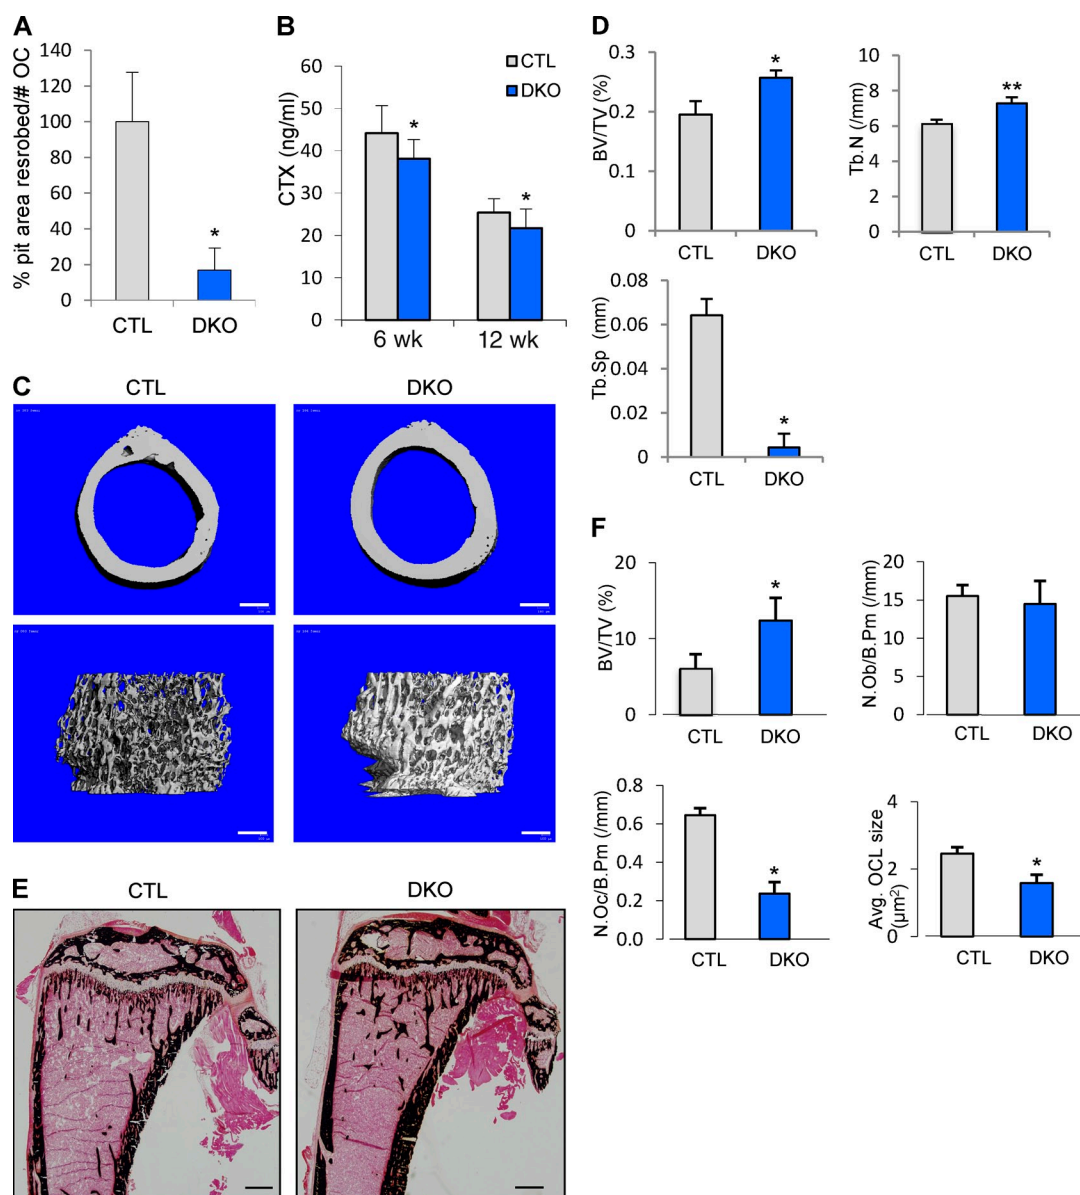 A
% pit area resrobed/# OC
140
120
100
80
60
40
20
0
*
CTL
DKO
B
CTX (ng/ml)
60
50
40
30
20
10
0
CTL
DKO
*
*
6 wk
12 wk
C
CTL
DKO
D
BV/TV (%)
0.3
0.2
0.1
0
*
CTL
DKO
Tb.N (/mm)
10
8
6
4
2
0
**
CTL
DKO
Tb.Sp (mm)
0.08
0.06
0.04
0.02
0
*
CTL
DKO
E
CTL
DKO
F
BV/TV (%)
20
10
0
*
CTL
DKO
N.Ob/B.Pm (/mm)
20
15
10
5
0
CTL
DKO
N.Oc/B.Pm (/mm)
0.8
0.6
0.4
0.2
0.0
*
CTL
DKO
Avg. OCL size
(µm²)
4
2
0
*
CTL
DKO